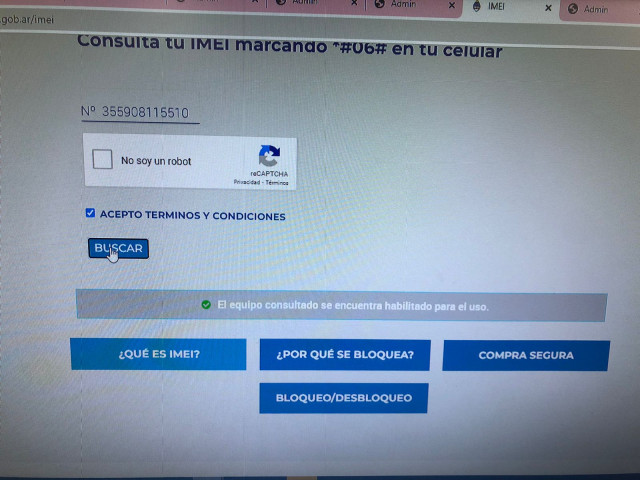 Admin
Admin
IMEI
Admin
.gob.ar/imei
Consulta tu IMEI marcando *#06# en tu celular
Nº 355908115510
No soy un robot
reCAPTCHA
Privacidad - Términos
ACEPTO TERMINOS Y CONDICIONES
BUSCAR
El equipo consultado se encuentra habilitado para el uso.
¿QUÉ ES IMEI?
¿POR QUÉ SE BLOQUEA?
COMPRA SEGURA
BLOQUEO/DESBLOQUEO